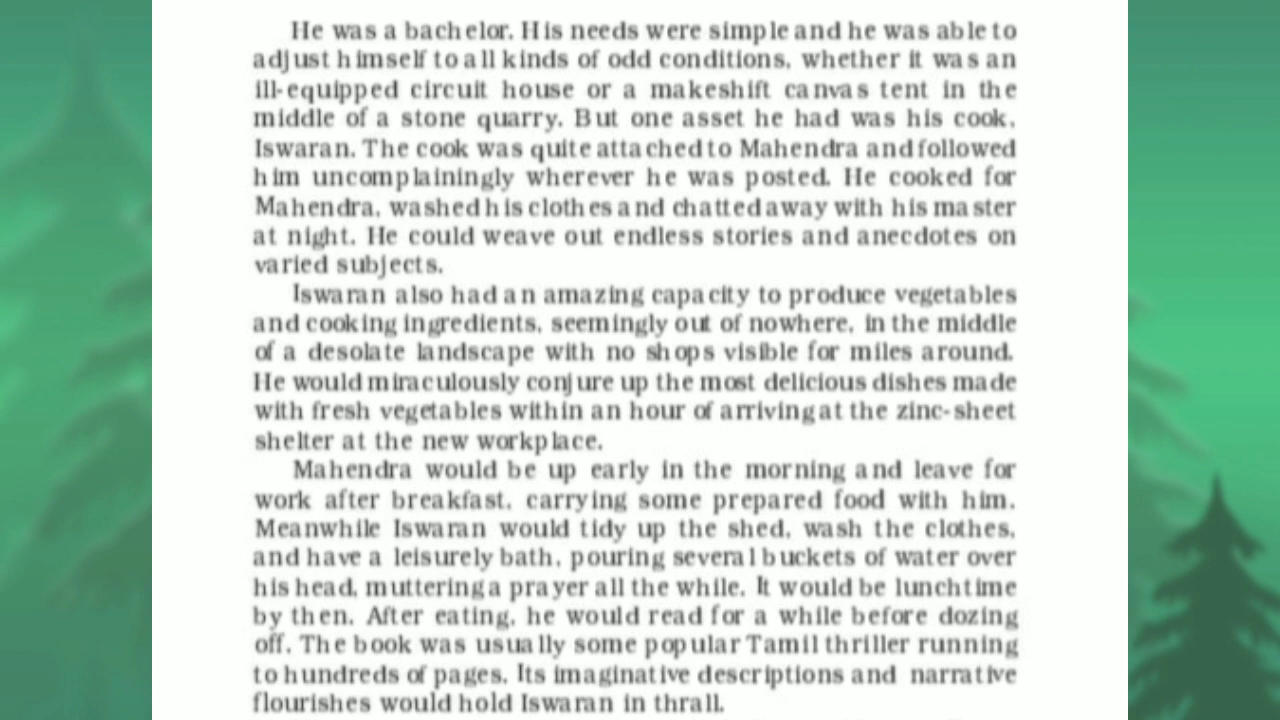 He was a bachelor. His needs were simple and he was able to
adjust himself to all kinds of odd conditions, whether it was an
ill-equipped circuit house or a makeshift canvas tent in the
middle of a stone quarry. But one asset he had was his cook,
Iswaran. The cook was quite attached to Mahendra and followed
him uncomplainingly wherever he was posted. He cooked for
Mahendra, washed his clothes and chatted away with his master
at night. He could weave out endless stories and anecdotes on
varied subjects.
Iswaran also had an amazing capacity to produce vegetables
and cooking ingredients, seemingly out of nowhere, in the middle
of a desolate landscape with no shops visible for miles around.
He would miraculously conjure up the most delicious dishes made
with fresh vegetables within an hour of arriving at the zinc-sheet
shelter at the new workplace.
Mahendra would be up early in the morning and leave for
work after breakfast, carrying some prepared food with him.
Meanwhile Iswaran would tidy up the shed, wash the clothes,
and have a leisurely bath, pouring several buckets of water over
his head, muttering a prayer all the while. It would be lunchtime
by then. After eating, he would read for a while before dozing
off. The book was usually some popular Tamil thriller running
to hundreds of pages. Its imaginative descriptions and narrative
flourishes would hold Iswaran in thrall.